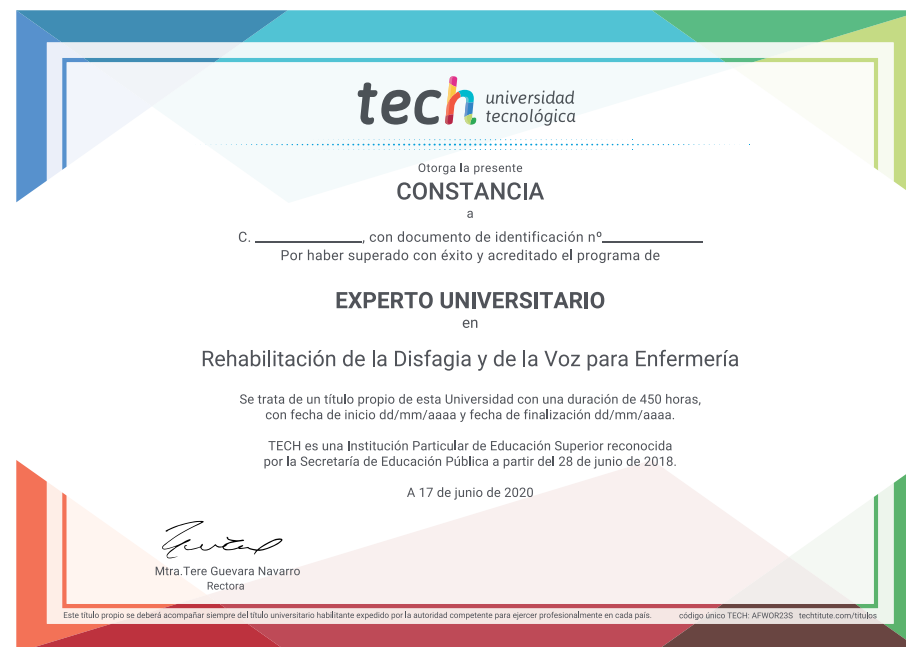 tech universidad
tecnológica
Otorga la presente
CONSTANCIA
a
C. ____________, con documento de identificación nº____________
Por haber superado con éxito y acreditado el programa de
EXPERTO UNIVERSITARIO
en
Rehabilitación de la Disfagia y de la Voz para Enfermería
Se trata de un título propio de esta Universidad con una duración de 450 horas,
con fecha de inicio dd/mm/aaaa y fecha de finalización dd/mm/aaaa.
TECH es una Institución Particular de Educación Superior reconocida
por la Secretaría de Educación Pública a partir del 28 de junio de 2018.
A 17 de junio de 2020
Mtra.Tere Guevara Navarro
Rectora
Este título propio se deberá acompañar siempre del título universitario habilitante expedido por la autoridad competente para ejercer profesionalmente en cada país. código único TECH: AFWOR23S techtitute.com/titulos